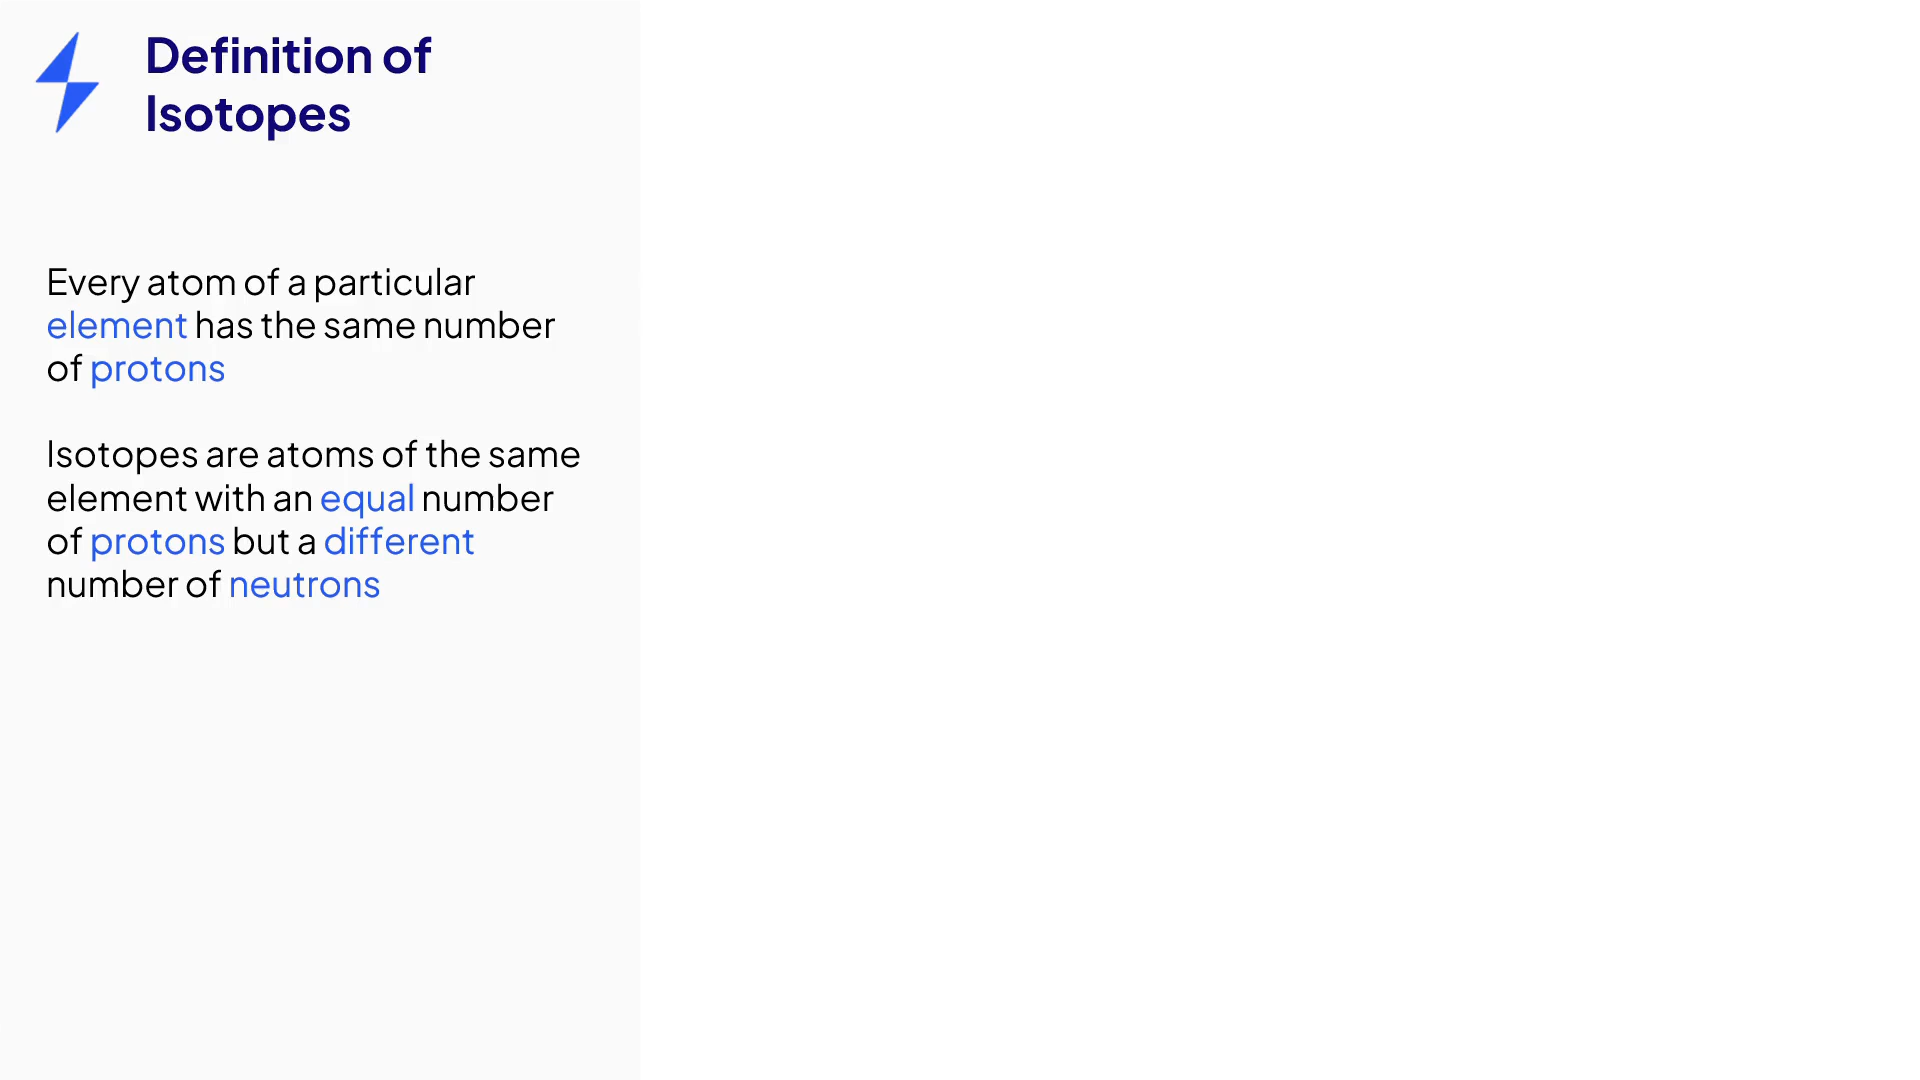 Definition of
Isotopes
Every atom of a particular
element has the same number
of protons
Isotopes are atoms of the same
element with an equal number
of protons but a different
number of neutrons